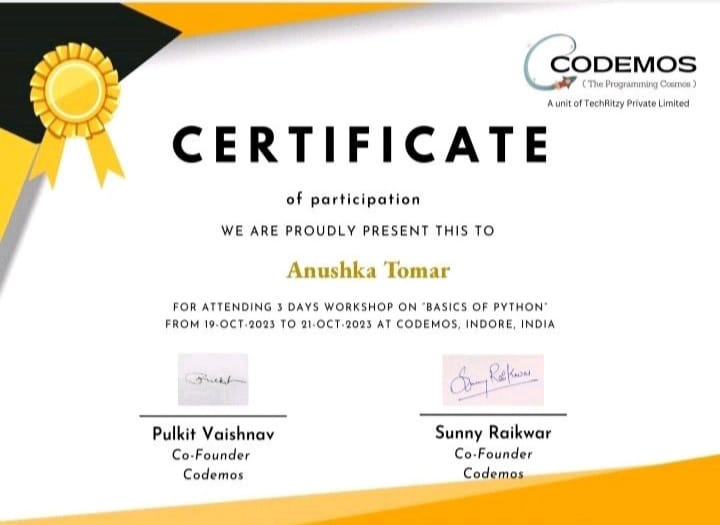 CODEMOS
( The Programming Cosmos )
A unit of TechRitzy Private Limited
CERTIFICATE
of participation
WE ARE PROUDLY PRESENT THIS TO
Anushka Tomar
FOR ATTENDING 3 DAYS WORKSHOP ON "BASICS OF PYTHON"
FROM 19-OCT-2023 TO 21-OCT-2023 AT CODEMOS, INDORE, INDIA
Sunny Raikwar
Pulkit Vaishnav
Co-Founder
Codemos
Sunny Raikwar
Co-Founder
Codemos